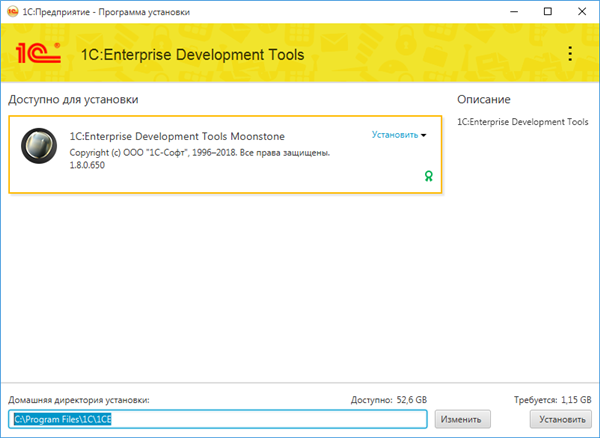 1С:Предприятие - Программа установки
1С®
1C:Enterprise Development Tools
Доступно для установки
Описание
1C:Enterprise Development Tools Moonstone
Установить
Copyright (c) ООО "1С-Софт", 1996–2018. Все права защищены.
1.8.0.650
1C:Enterprise Development Tools
Домашняя директория установки:
Доступно: 52,6 GB
Требуется: 1,15 GB
C:\Program Files\1C\1CE
Изменить
Установить